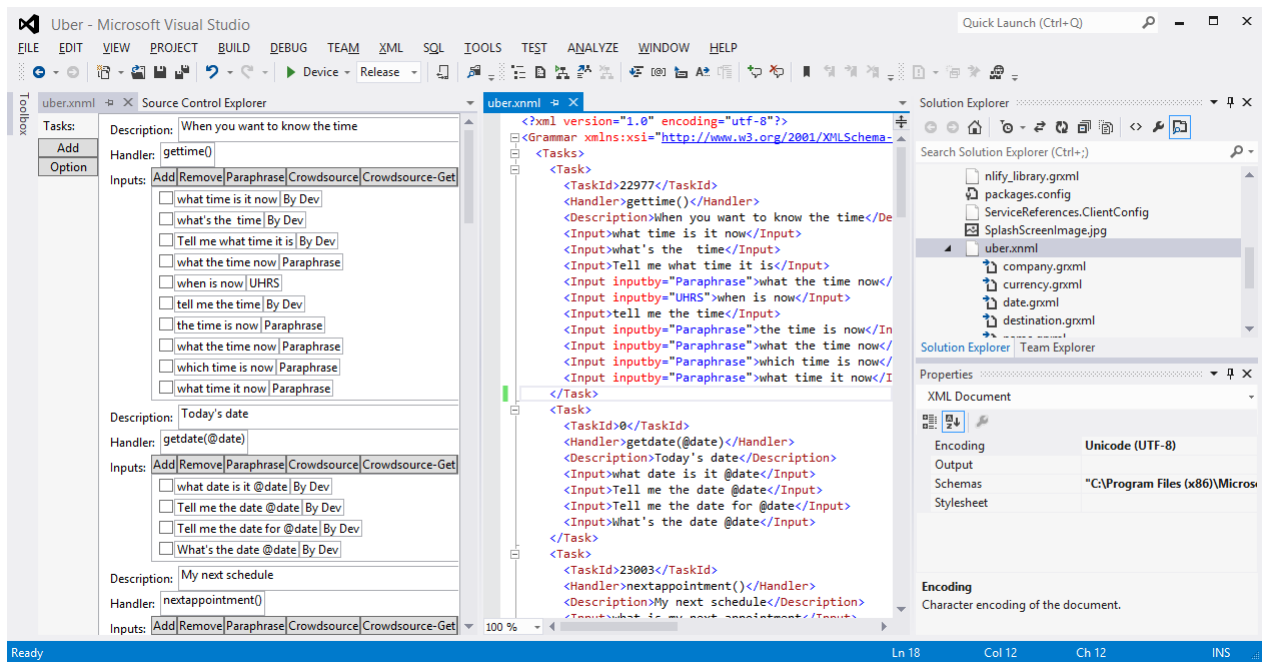 Uber - Microsoft Visual Studio
Quick Launch (Ctrl+Q)
FILE EDIT VIEW PROJECT BUILD DEBUG TEAM XML SQL TOOLS TEST ANALYZE WINDOW HELP
Device Release
Toolbox
uber.xnml Source Control Explorer
Tasks:
Add
Option
Description: When you want to know the time
Handler: gettime()
Inputs: Add Remove Paraphrase Crowdsource Crowdsource-Get
what time is it now By Dev
what's the  time By Dev
Tell me what time it is By Dev
what the time now Paraphrase
when is now UHRS
tell me the time By Dev
the time is now Paraphrase
what the time now Paraphrase
which time is now Paraphrase
what time it now Paraphrase
Description: Today's date
Handler: getdate(@date)
Inputs: Add Remove Paraphrase Crowdsource Crowdsource-Get
what date is it @date By Dev
Tell me the date @date By Dev
Tell me the date for @date By Dev
What's the date @date By Dev
Description: My next schedule
Handler: nextappointment()
Inputs: Add Remove Paraphrase Crowdsource Crowdsource-Get
uber.xnml
<?xml version="1.0" encoding="utf-8"?>
<Grammar xmlns:xsi="http://www.w3.org/2001/XMLSchema-
<Tasks>
<Task>
<TaskId>22977</TaskId>
<Handler>gettime()</Handler>
<Description>When you want to know the time</De
<Input>what time is it now</Input>
<Input>what's the  time</Input>
<Input>Tell me what time it is</Input>
<Input inputby="Paraphrase">what the time now</
<Input inputby="UHRS">when is now</Input>
<Input>tell me the time</Input>
<Input inputby="Paraphrase">the time is now</In
<Input inputby="Paraphrase">what the time now</
<Input inputby="Paraphrase">which time is now</
<Input inputby="Paraphrase">what time it now</I
</Task>
<Task>
<TaskId>0</TaskId>
<Handler>getdate(@date)</Handler>
<Description>Today's date</Description>
<Input>what date is it @date</Input>
<Input>Tell me the date @date</Input>
<Input>Tell me the date for @date</Input>
<Input>What's the date @date</Input>
</Task>
<Task>
<TaskId>23003</TaskId>
<Handler>nextappointment()</Handler>
<Description>My next schedule</Description>
<Input>what is my next appointment</Input>
100 %
Solution Explorer
Search Solution Explorer (Ctrl+;)
nlify_library.grxml
packages.config
ServiceReferences.ClientConfig
SplashScreenImage.jpg
uber.xnml
company.grxml
currency.grxml
date.grxml
destination.grxml
Solution Explorer Team Explorer
Properties
XML Document
Encoding Unicode (UTF-8)
Output
Schemas "C:\Program Files (x86)\Micros
Stylesheet
Encoding
Character encoding of the document.
Ready Ln 18 Col 12 Ch 12 INS